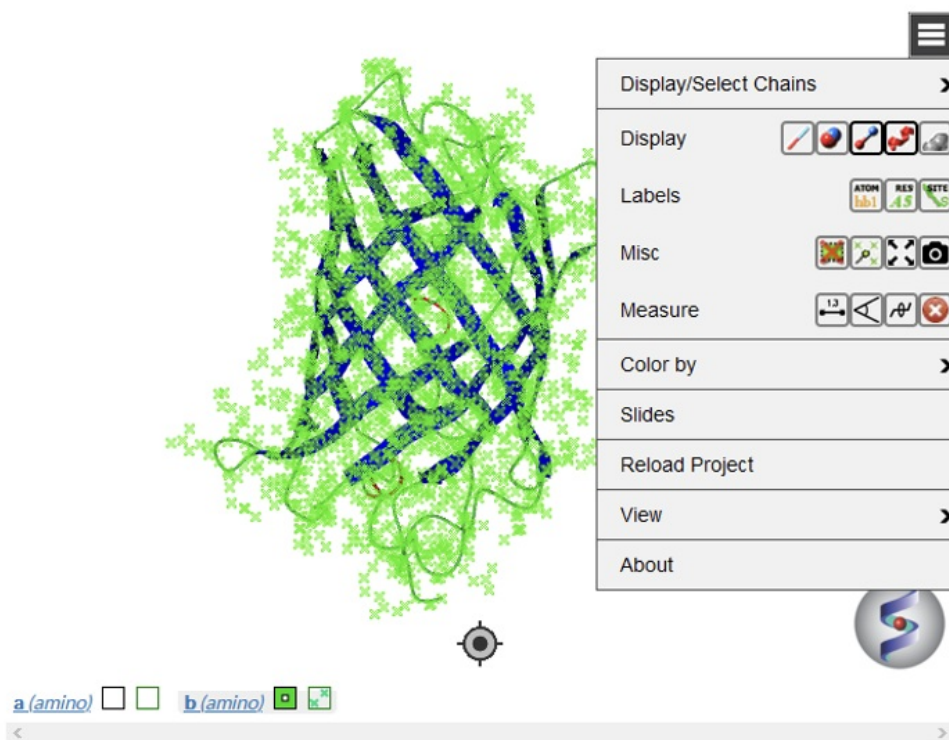 Display/Select Chains
Display
Labels
ATOM hb1
RES A5
SITE
Misc
Measure
1.3
Color by
Slides
Reload Project
View
About
a (amino)
b (amino)